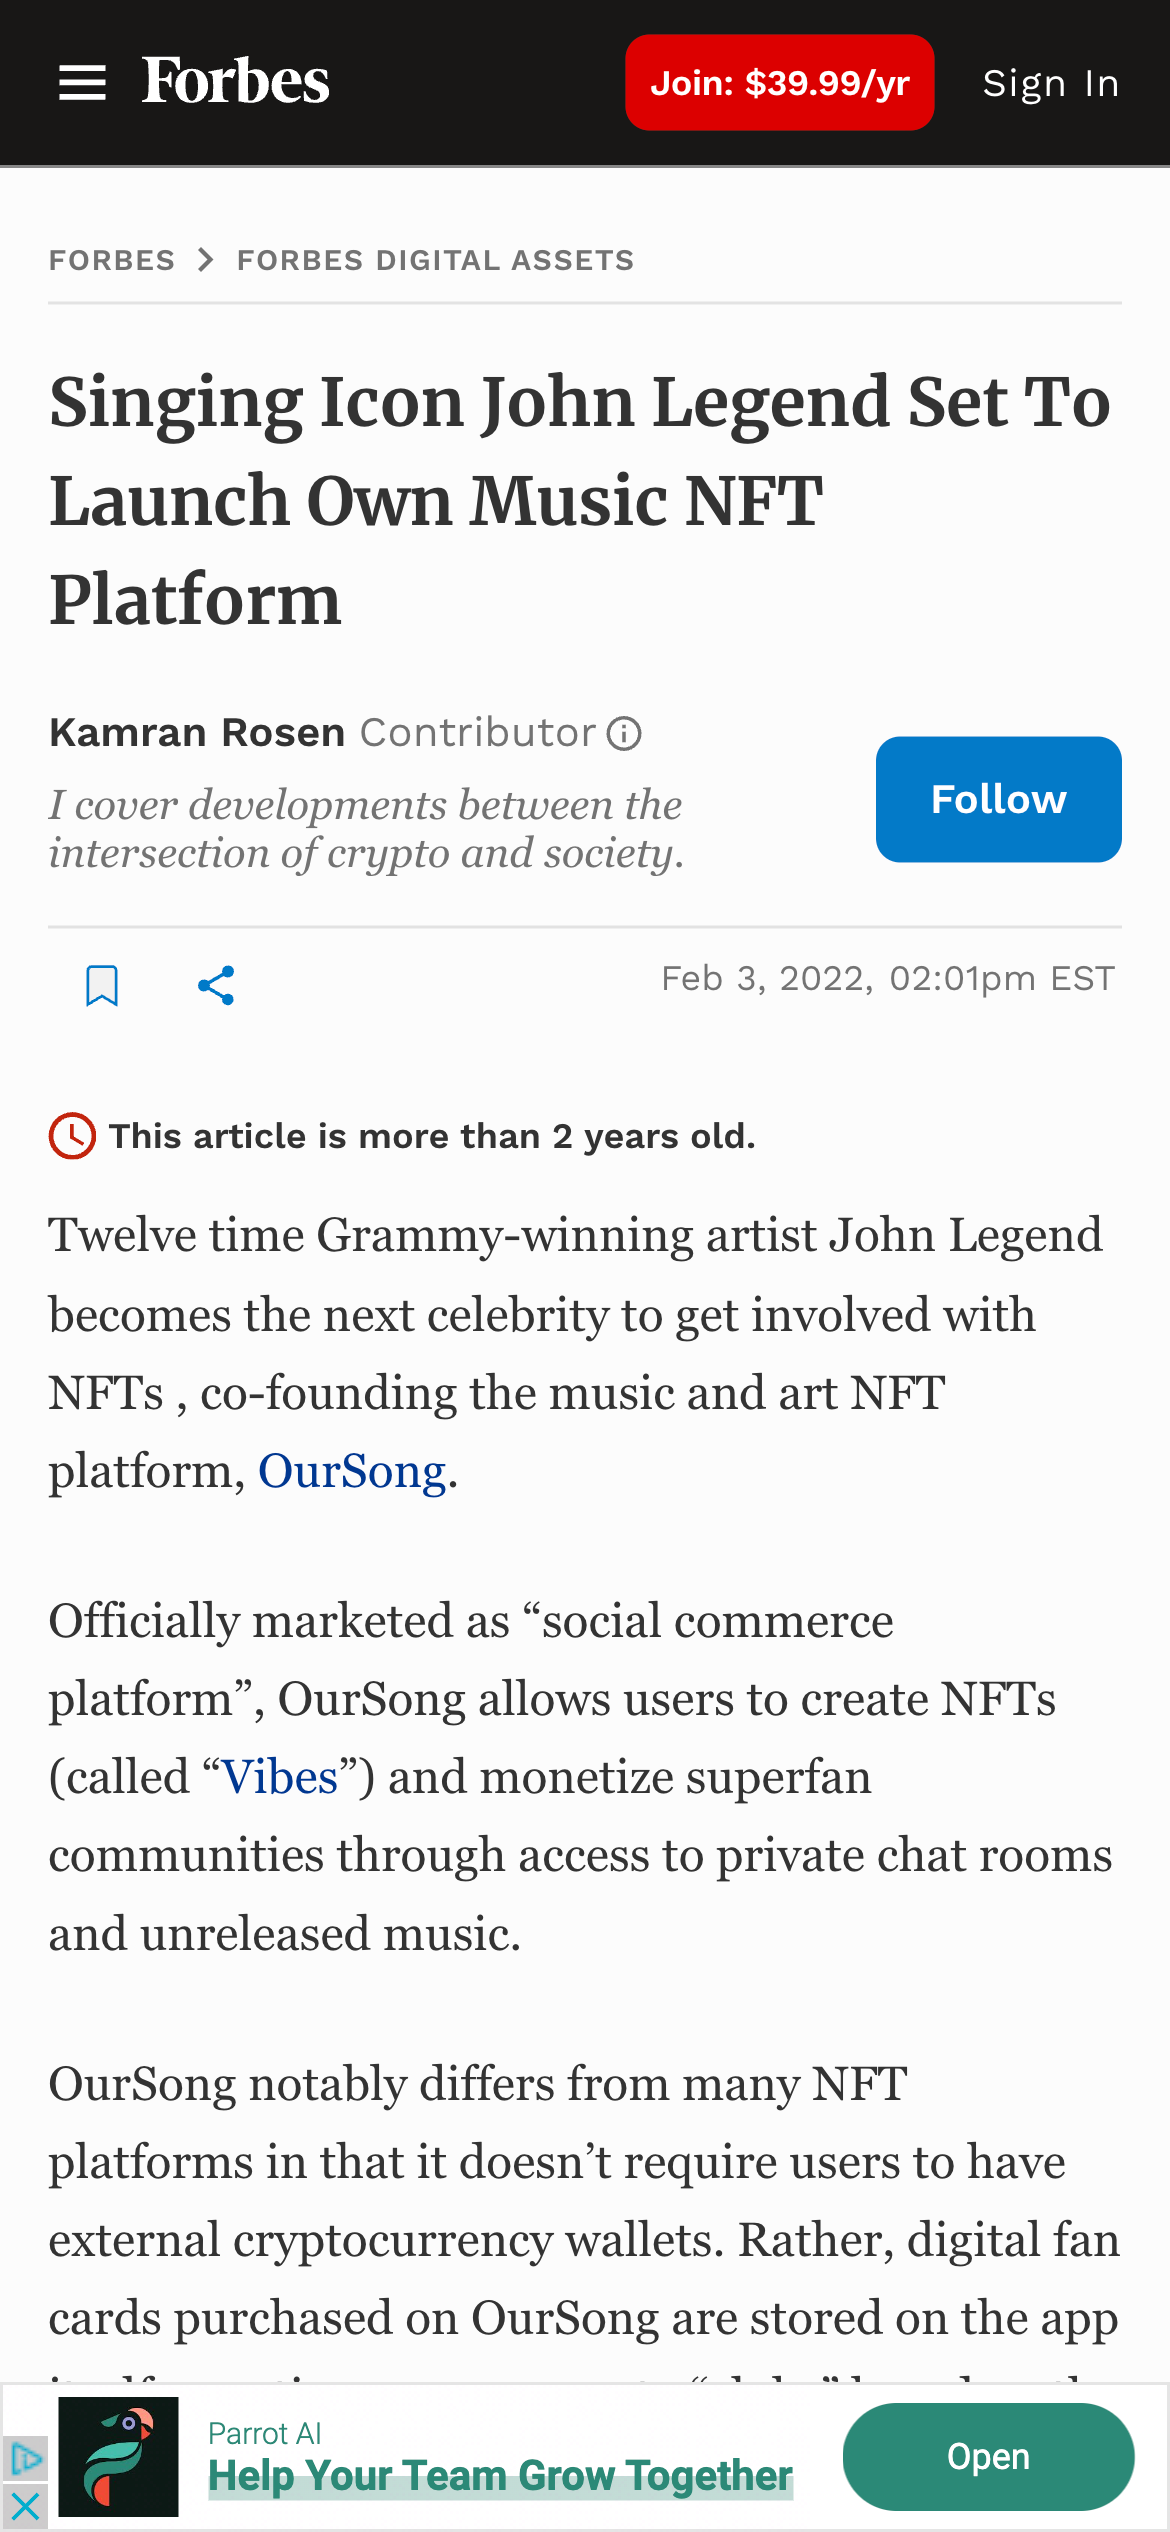 Forbes
Join: $39.99/yr
Sign In
FORBES > FORBES DIGITAL ASSETS
Singing Icon John Legend Set To
Launch Own Music NFT
Platform
Kamran Rosen Contributor
I cover developments between the
intersection of crypto and society.
Follow
Feb 3, 2022, 02:01pm EST
This article is more than 2 years old.
Twelve time Grammy-winning artist John Legend
becomes the next celebrity to get involved with
NFTs , co-founding the music and art NFT
platform, OurSong.
Officially marketed as “social commerce
platform”, OurSong allows users to create NFTs
(called “Vibes”) and monetize superfan
communities through access to private chat rooms
and unreleased music.
OurSong notably differs from many NFT
platforms in that it doesn’t require users to have
external cryptocurrency wallets. Rather, digital fan
cards purchased on OurSong are stored on the app
Parrot AI
Help Your Team Grow Together
Open